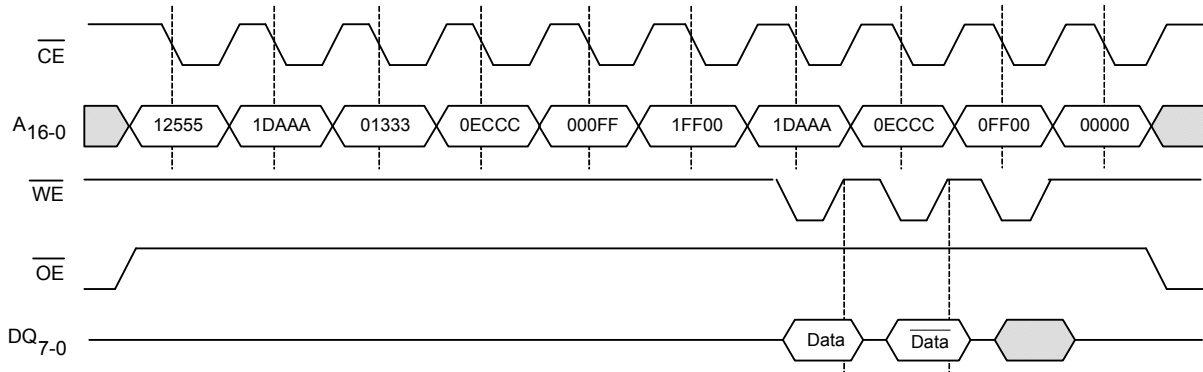 CE
A16-0 12555 1DAAA 01333 0ECCC 000FF 1FF00 1DAAA 0ECCC 0FF00 00000
WE
OE
DQ7-0 Data Data